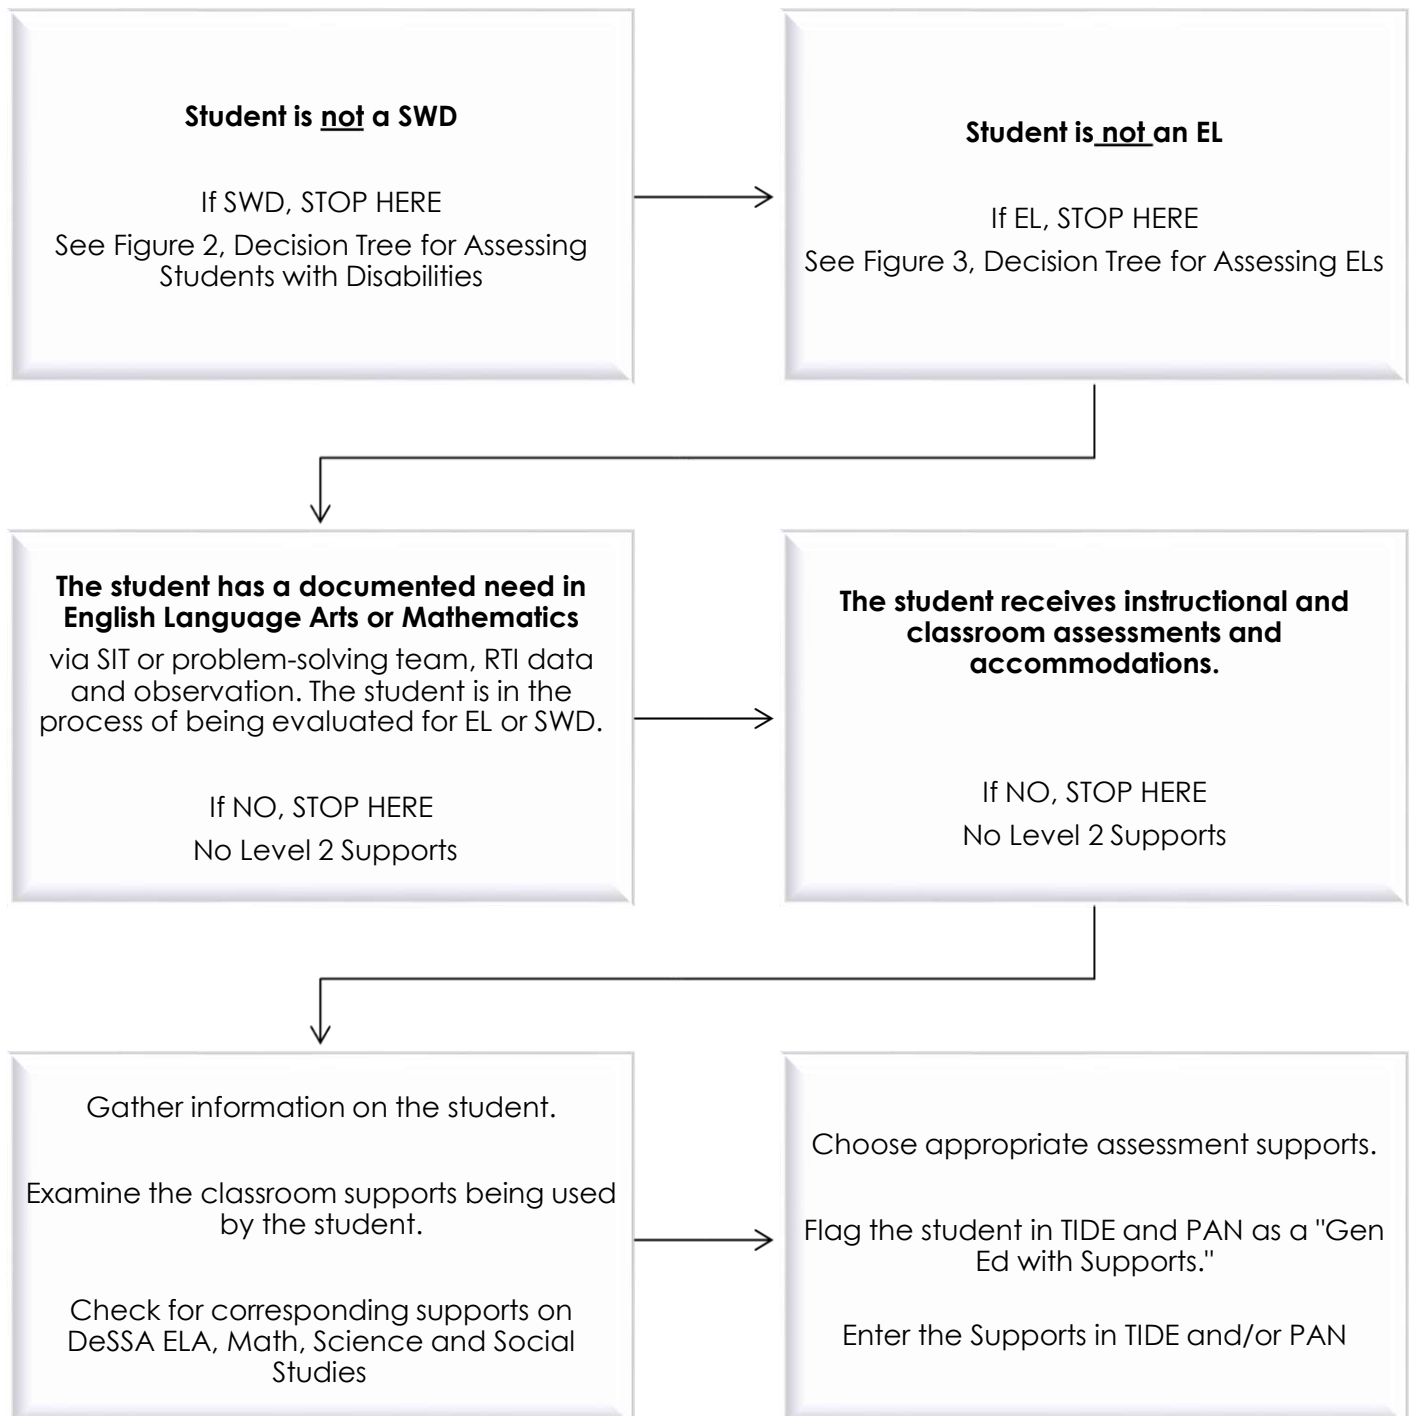 Student is not a SWD
If SWD, STOP HERE
See Figure 2, Decision Tree for Assessing
Students with Disabilities
Student is not an EL
If EL, STOP HERE
See Figure 3, Decision Tree for Assessing ELs
The student has a documented need in
English Language Arts or Mathematics
via SIT or problem-solving team, RTI data
and observation. The student is in the
process of being evaluated for EL or SWD.
If NO, STOP HERE
No Level 2 Supports
The student receives instructional and
classroom assessments and
accommodations.
If NO, STOP HERE
No Level 2 Supports
Gather information on the student.
Examine the classroom supports being used
by the student.
Check for corresponding supports on
DeSSA ELA, Math, Science and Social
Studies
Choose appropriate assessment supports.
Flag the student in TIDE and PAN as a "Gen
Ed with Supports."
Enter the Supports in TIDE and/or PAN